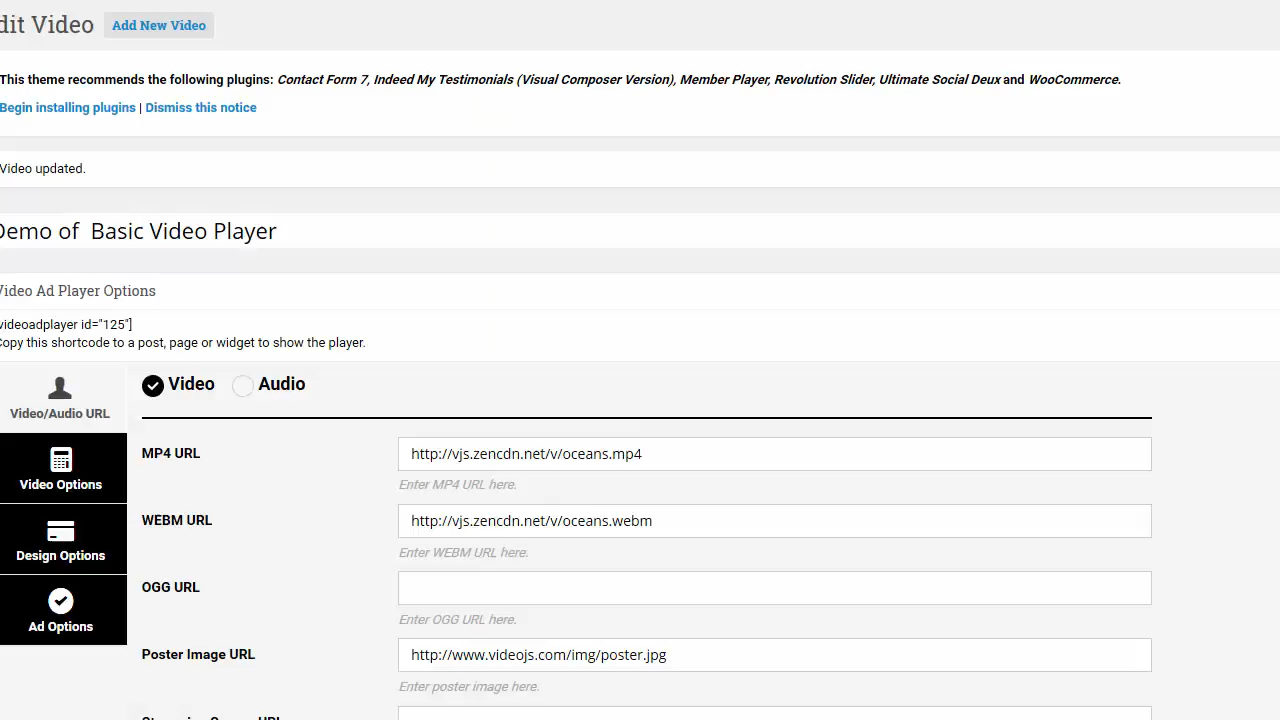 dit Video Add New Video
This theme recommends the following plugins: Contact Form 7, Indeed My Testimonials (Visual Composer Version), Member Player, Revolution Slider, Ultimate Social Deux and WooCommerce.
Begin installing plugins | Dismiss this notice
Video updated.
Demo of Basic Video Player
Video Ad Player Options
videoadplayer id="125"]
Copy this shortcode to a post, page or widget to show the player.
Video Audio
Video/Audio URL
MP4 URL http://vjs.zencdn.net/v/oceans.mp4
Enter MP4 URL here.
Video Options
WEBM URL http://vjs.zencdn.net/v/oceans.webm
Enter WEBM URL here.
Design Options
OGG URL
Enter OGG URL here.
Ad Options
Poster Image URL http://www.videojs.com/img/poster.jpg
Enter poster image here.